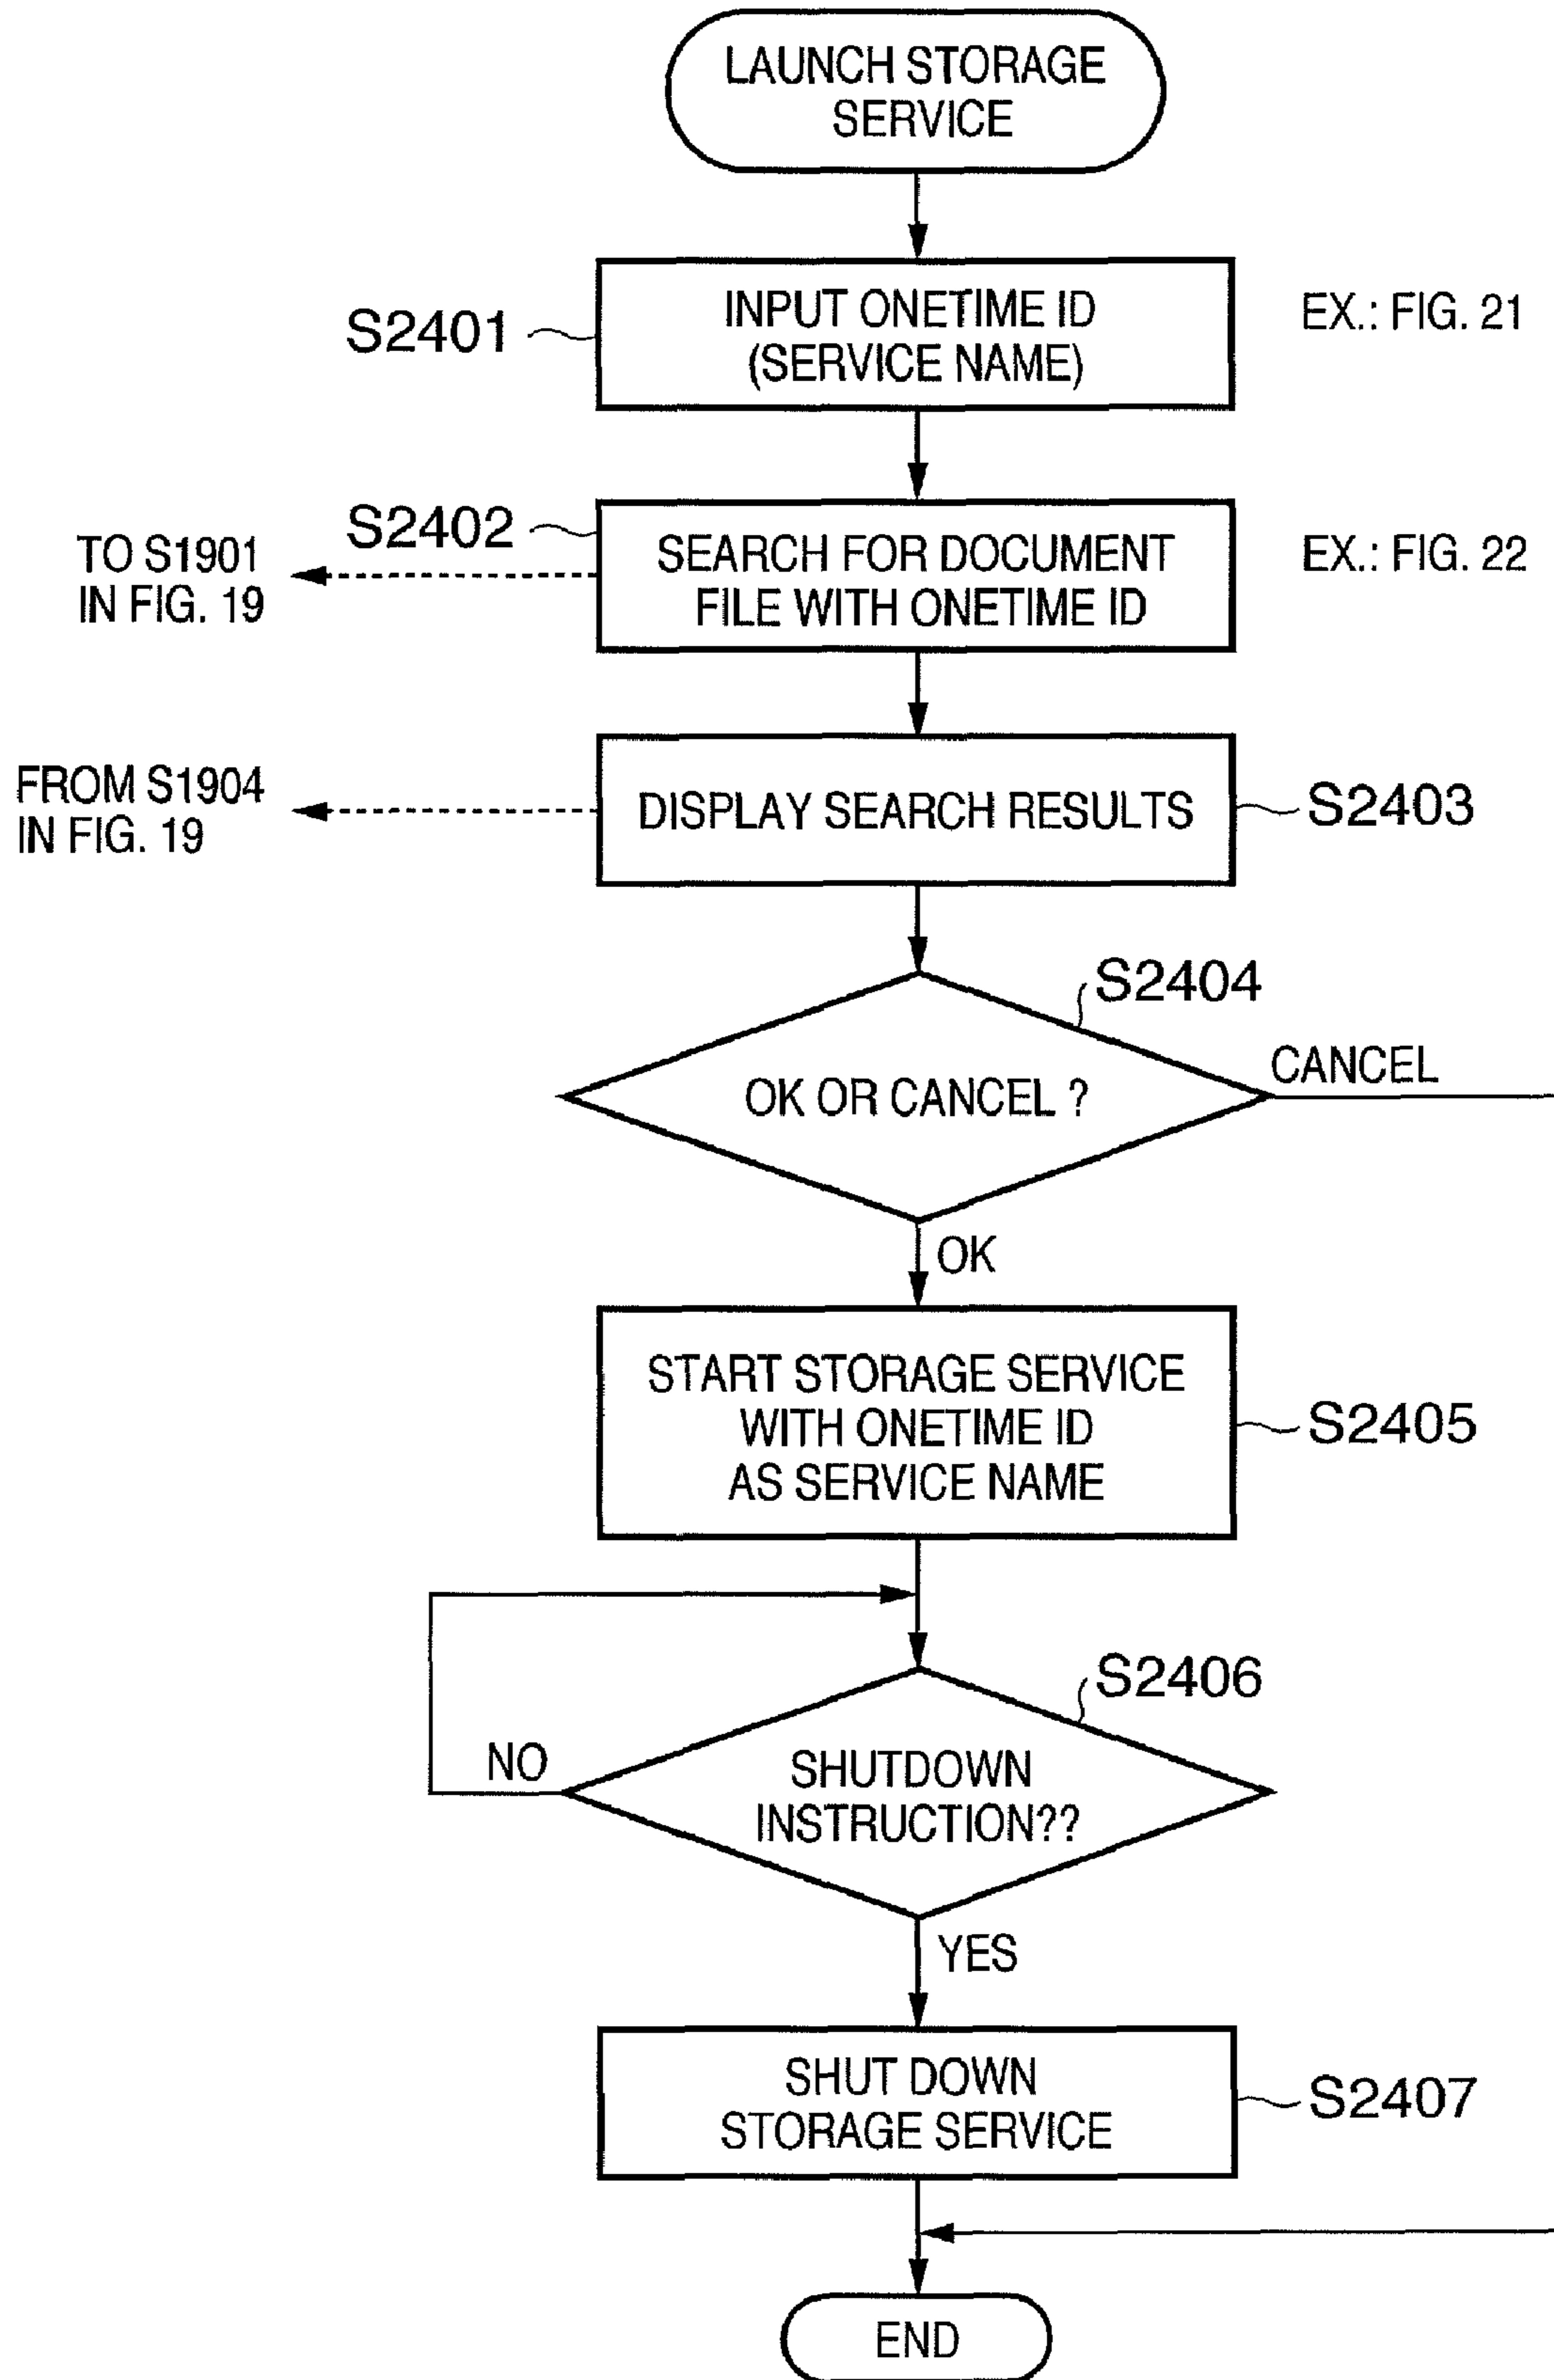 LAUNCH STORAGE
SERVICE
S2401
INPUT ONETIME ID
(SERVICE NAME)
EX.: FIG. 21
TO S1901
IN FIG. 19
S2402
SEARCH FOR DOCUMENT
FILE WITH ONETIME ID
EX.: FIG. 22
FROM S1904
IN FIG. 19
DISPLAY SEARCH RESULTS
S2403
S2404
OK OR CANCEL ?
CANCEL
OK
START STORAGE SERVICE
WITH ONETIME ID
AS SERVICE NAME
S2405
S2406
NO
SHUTDOWN
INSTRUCTION??
YES
SHUT DOWN
STORAGE SERVICE
S2407
END